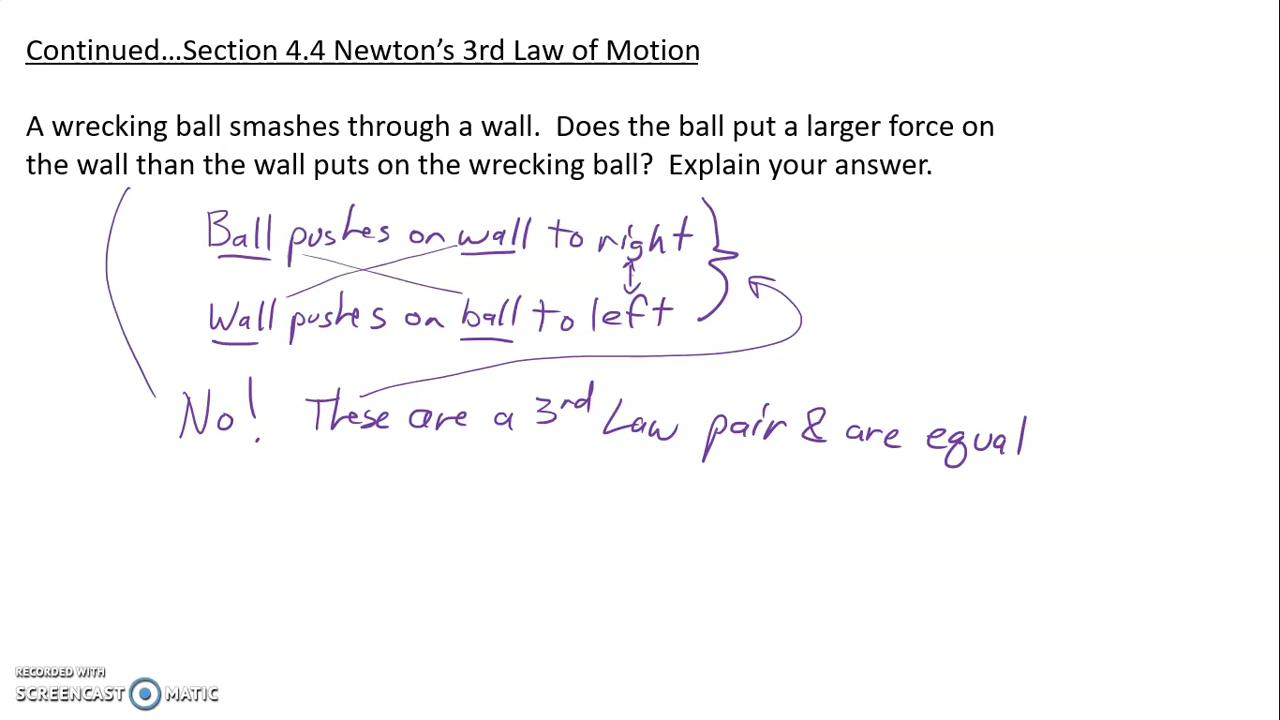 Continued…Section 4.4 Newton’s 3rd Law of Motion
A wrecking ball smashes through a wall.  Does the ball put a larger force on
the wall than the wall puts on the wrecking ball?  Explain your answer.
Ball pushes on wall to right
Wall pushes on ball to left
No! These are a 3rd Law pair & are equal
RECORDED WITH
SCREENCAST MATIC